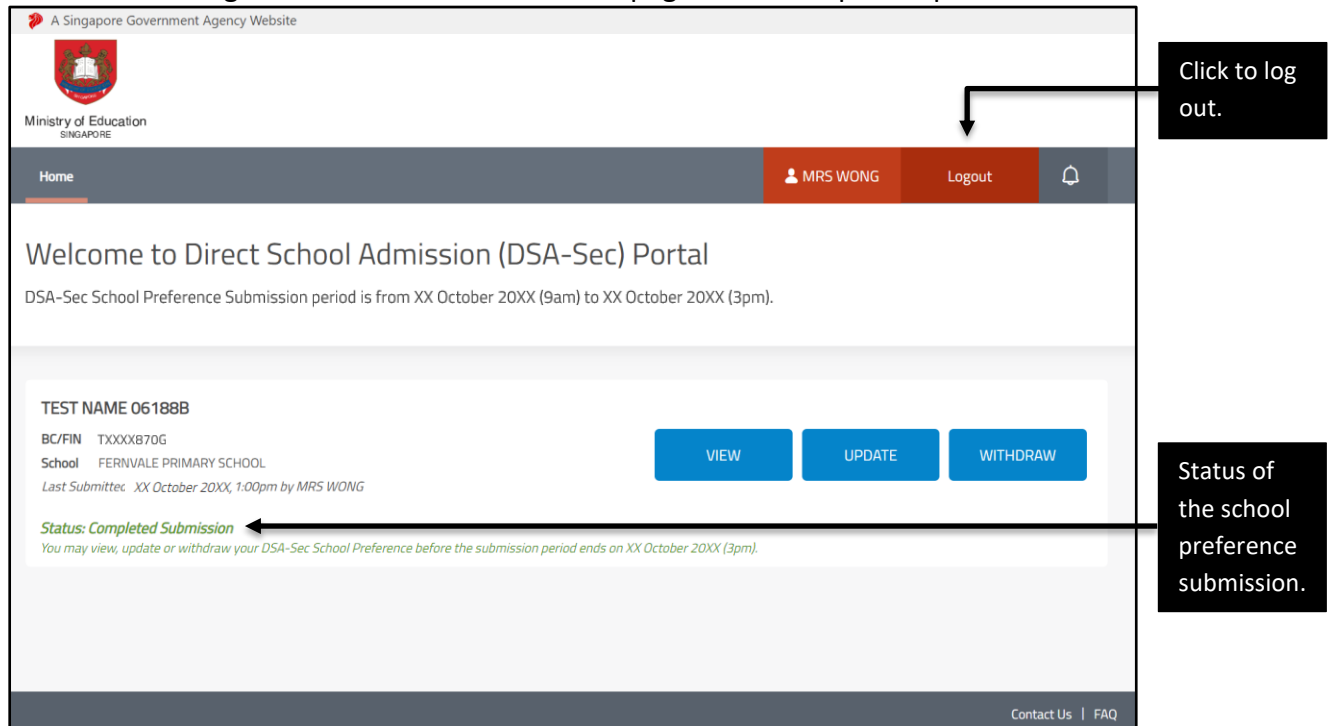 A Singapore Government Agency Website
Ministry of Education
SINGAPORE
Click to log
out.
Home
MRS WONG
Logout
Welcome to Direct School Admission (DSA-Sec) Portal
DSA-Sec School Preference Submission period is from XX October 20XX (9am) to XX October 20XX (3pm).
TEST NAME 06188B
BC/FIN TXXXX870G
School FERNVALE PRIMARY SCHOOL
Last Submitted XX October 20XX, 1:00pm by MRS WONG
VIEW
UPDATE
WITHDRAW
Status: Completed Submission
You may view, update or withdraw your DSA-Sec School Preference before the submission period ends on XX October 20XX (3pm).
Status of
the school
preference
submission.
Contact Us | FAQ